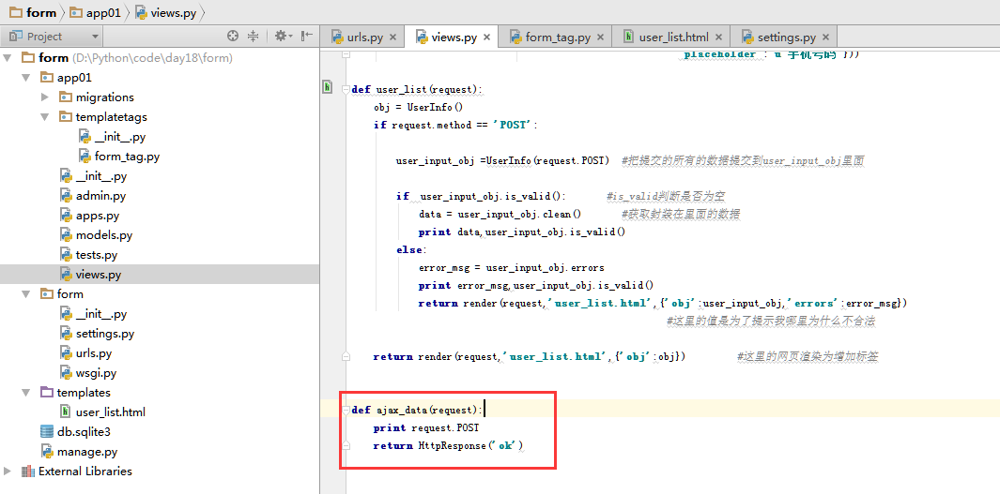 form app01 views.py
Project
urls.py views.py form_tag.py user_list.html settings.py
form (D:\Python\code\day18\form)
app01
migrations
templatetags
__init__.py
form_tag.py
__init__.py
admin.py
apps.py
models.py
tests.py
views.py
form
__init__.py
settings.py
urls.py
wsgi.py
templates
user_list.html
db.sqlite3
manage.py
External Libraries
'placeholder': u'手机号码'}))
def user_list(request):
obj = UserInfo()
if request.method == 'POST':
user_input_obj =UserInfo(request.POST) #把提交的所有的数据提交到user_input_obj里面
if user_input_obj.is_valid(): #is_valid判断是否为空
data = user_input_obj.clean() #获取封装在里面的数据
print data,user_input_obj.is_valid()
else:
error_msg = user_input_obj.errors
print error_msg,user_input_obj.is_valid()
return render(request,'user_list.html',{'obj':user_input_obj,'errors':error_msg})
#这里的值是为了提示我哪里为什么不合法
return render(request,'user_list.html',{'obj':obj}) #这里的网页渲染为增加标签
def ajax_data(request):
print request.POST
return HttpResponse('ok')